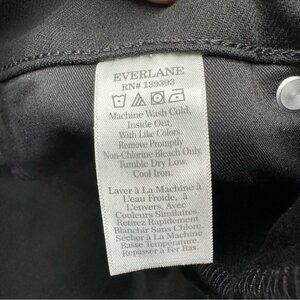 EVERLANE
RN# 139393
Machine Wash Cold,
Inside Out,
With Like Colors.
Remove Promptly
Non-Chlorine Bleach Only.
Tumble Dry Low.
Cool Iron.
Laver à La Machine à
L'eau Froide, à
L'envers, Avec
Couleurs Similaires.
Retirez Rapidement
Blanchir Sans Chlore.
Sécher à La Machine
Basse Température.
Repasser à Fer Bas.